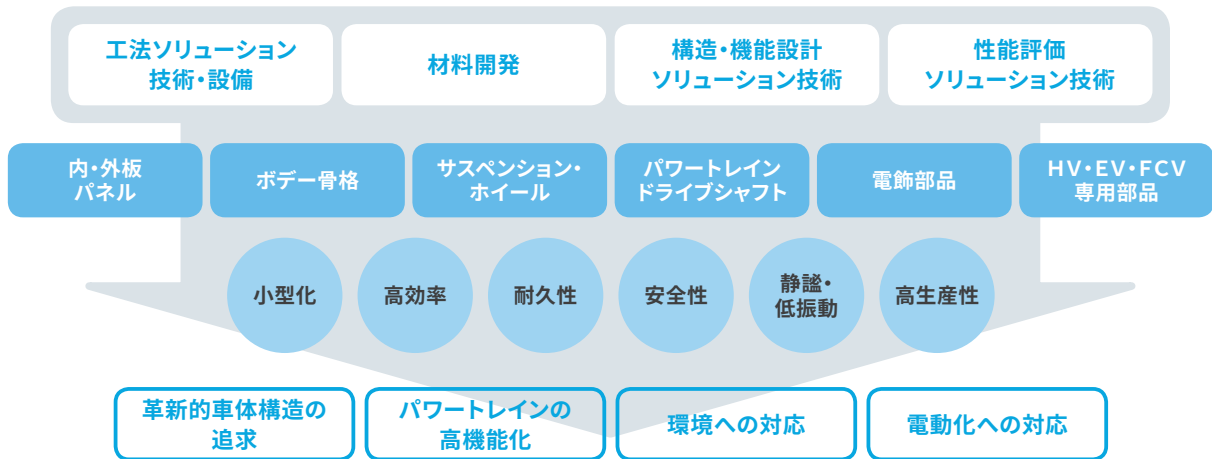 工法ソリューション
技術・設備
材料開発
構造・機能設計
ソリューション技術
性能評価
ソリューション技術
内・外板
パネル
ボデー骨格
サスペンション・
ホイール
パワートレイン
ドライブシャフト
電飾部品
HV・EV・FCV
専用部品
小型化
高効率
耐久性
安全性
静謐・
低振動
高生産性
革新的車体構造の
追求
パワートレインの
高機能化
環境への対応
電動化への対応